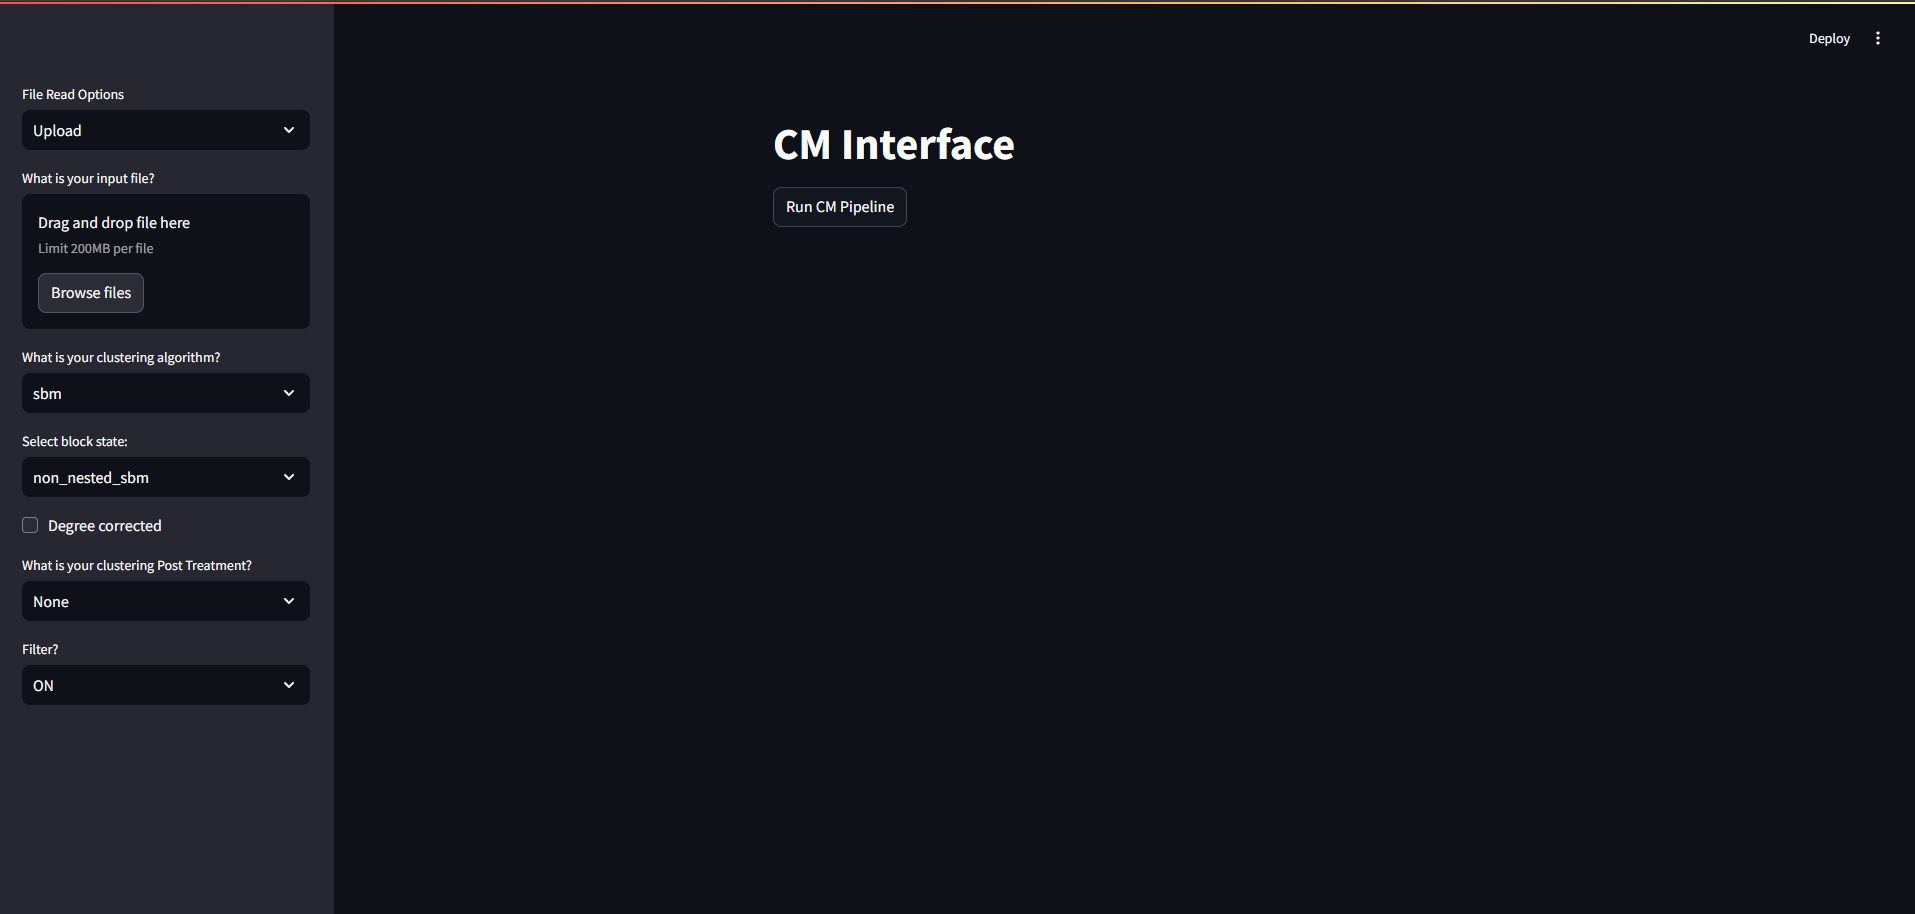 Deploy
File Read Options
Upload
What is your input file?
Drag and drop file here
Limit 200MB per file
Browse files
What is your clustering algorithm?
sbm
Select block state:
non_nested_sbm
Degree corrected
What is your clustering Post Treatment?
None
Filter?
ON
CM Interface
Run CM Pipeline